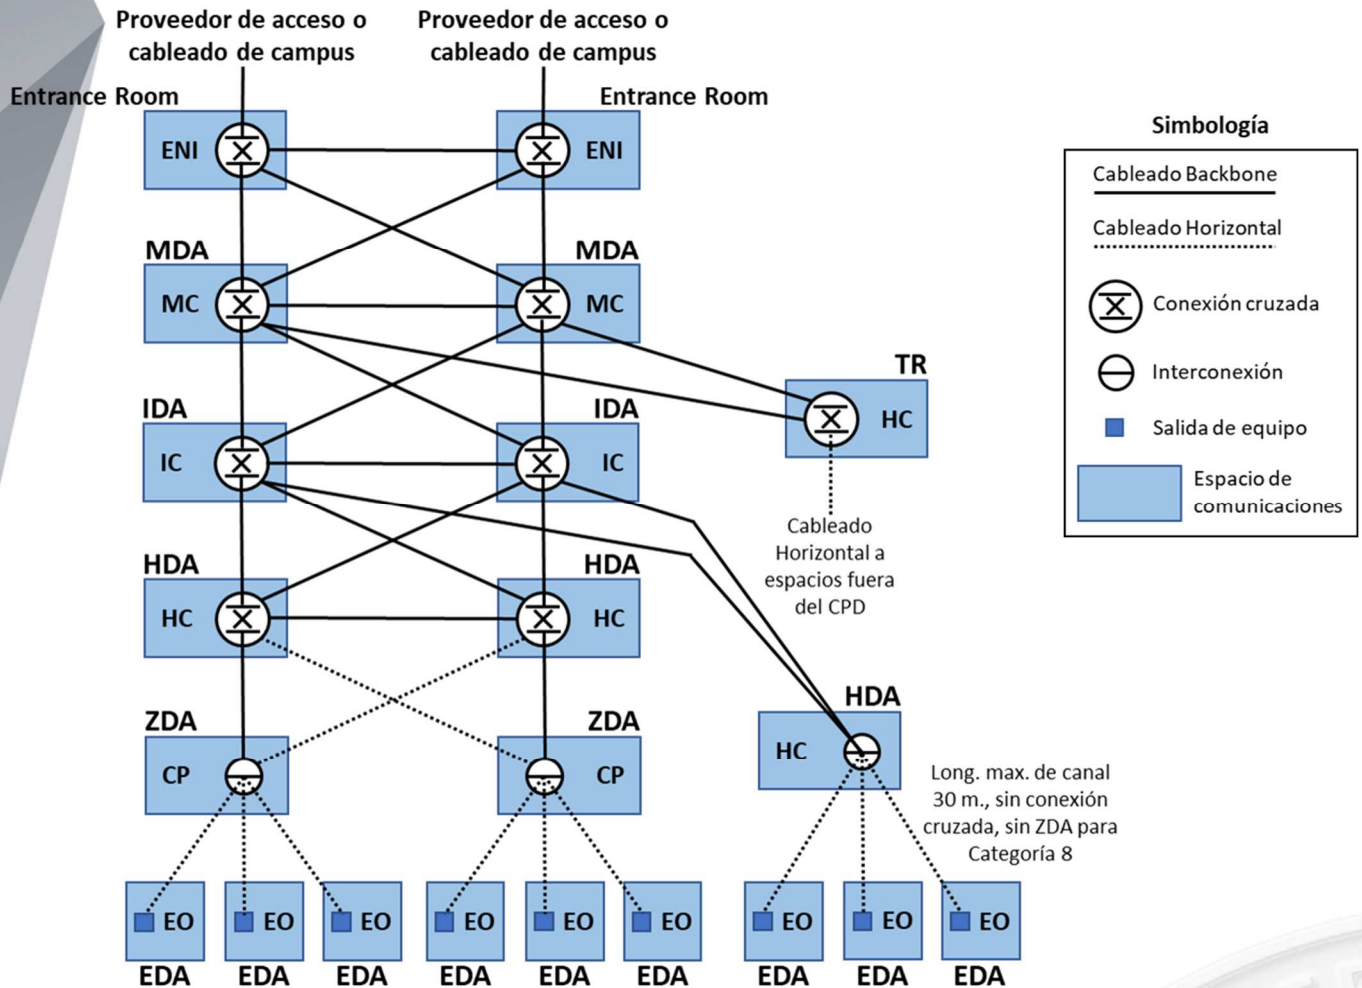 Proveedor de acceso o
cableado de campus
Proveedor de acceso o
cableado de campus
Entrance Room
Entrance Room
ENI
ENI
MDA
MDA
MC
MC
TR
HC
IDA
IDA
IC
IC
Cableado
Horizontal a
espacios fuera
del CPD
HDA
HDA
HC
HC
HDA
HC
ZDA
ZDA
CP
CP
Long. max. de canal
30 m., sin conexión
cruzada, sin ZDA para
Categoría 8
EO
EO
EO
EO
EO
EO
EO
EO
EO
EDA
EDA
EDA
EDA
EDA
EDA
EDA
EDA
EDA
Simbología
Cableado Backbone
Cableado Horizontal
Conexión cruzada
Interconexión
Salida de equipo
Espacio de
comunicaciones